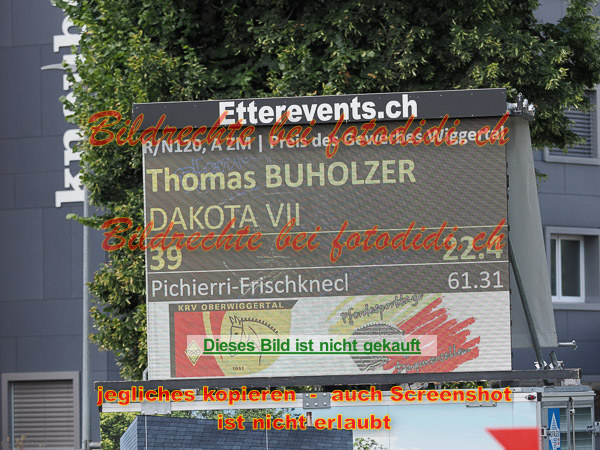 Etterevents.ch
Bildrechte bei fotodidi.ch
R/N120, A ZM | Preis des Gewerbes Wiggertal
Thomas BUHOLZER
DAKOTA VII
Bildrechte bei fotodidi.ch
39 22.4
Pichierri-Frischknecl 61.31
KRV OBERWIGGERTAL
Dieses Bild ist nicht gekauft
jegliches kopieren - auch Screenshot
ist nicht erlaubt